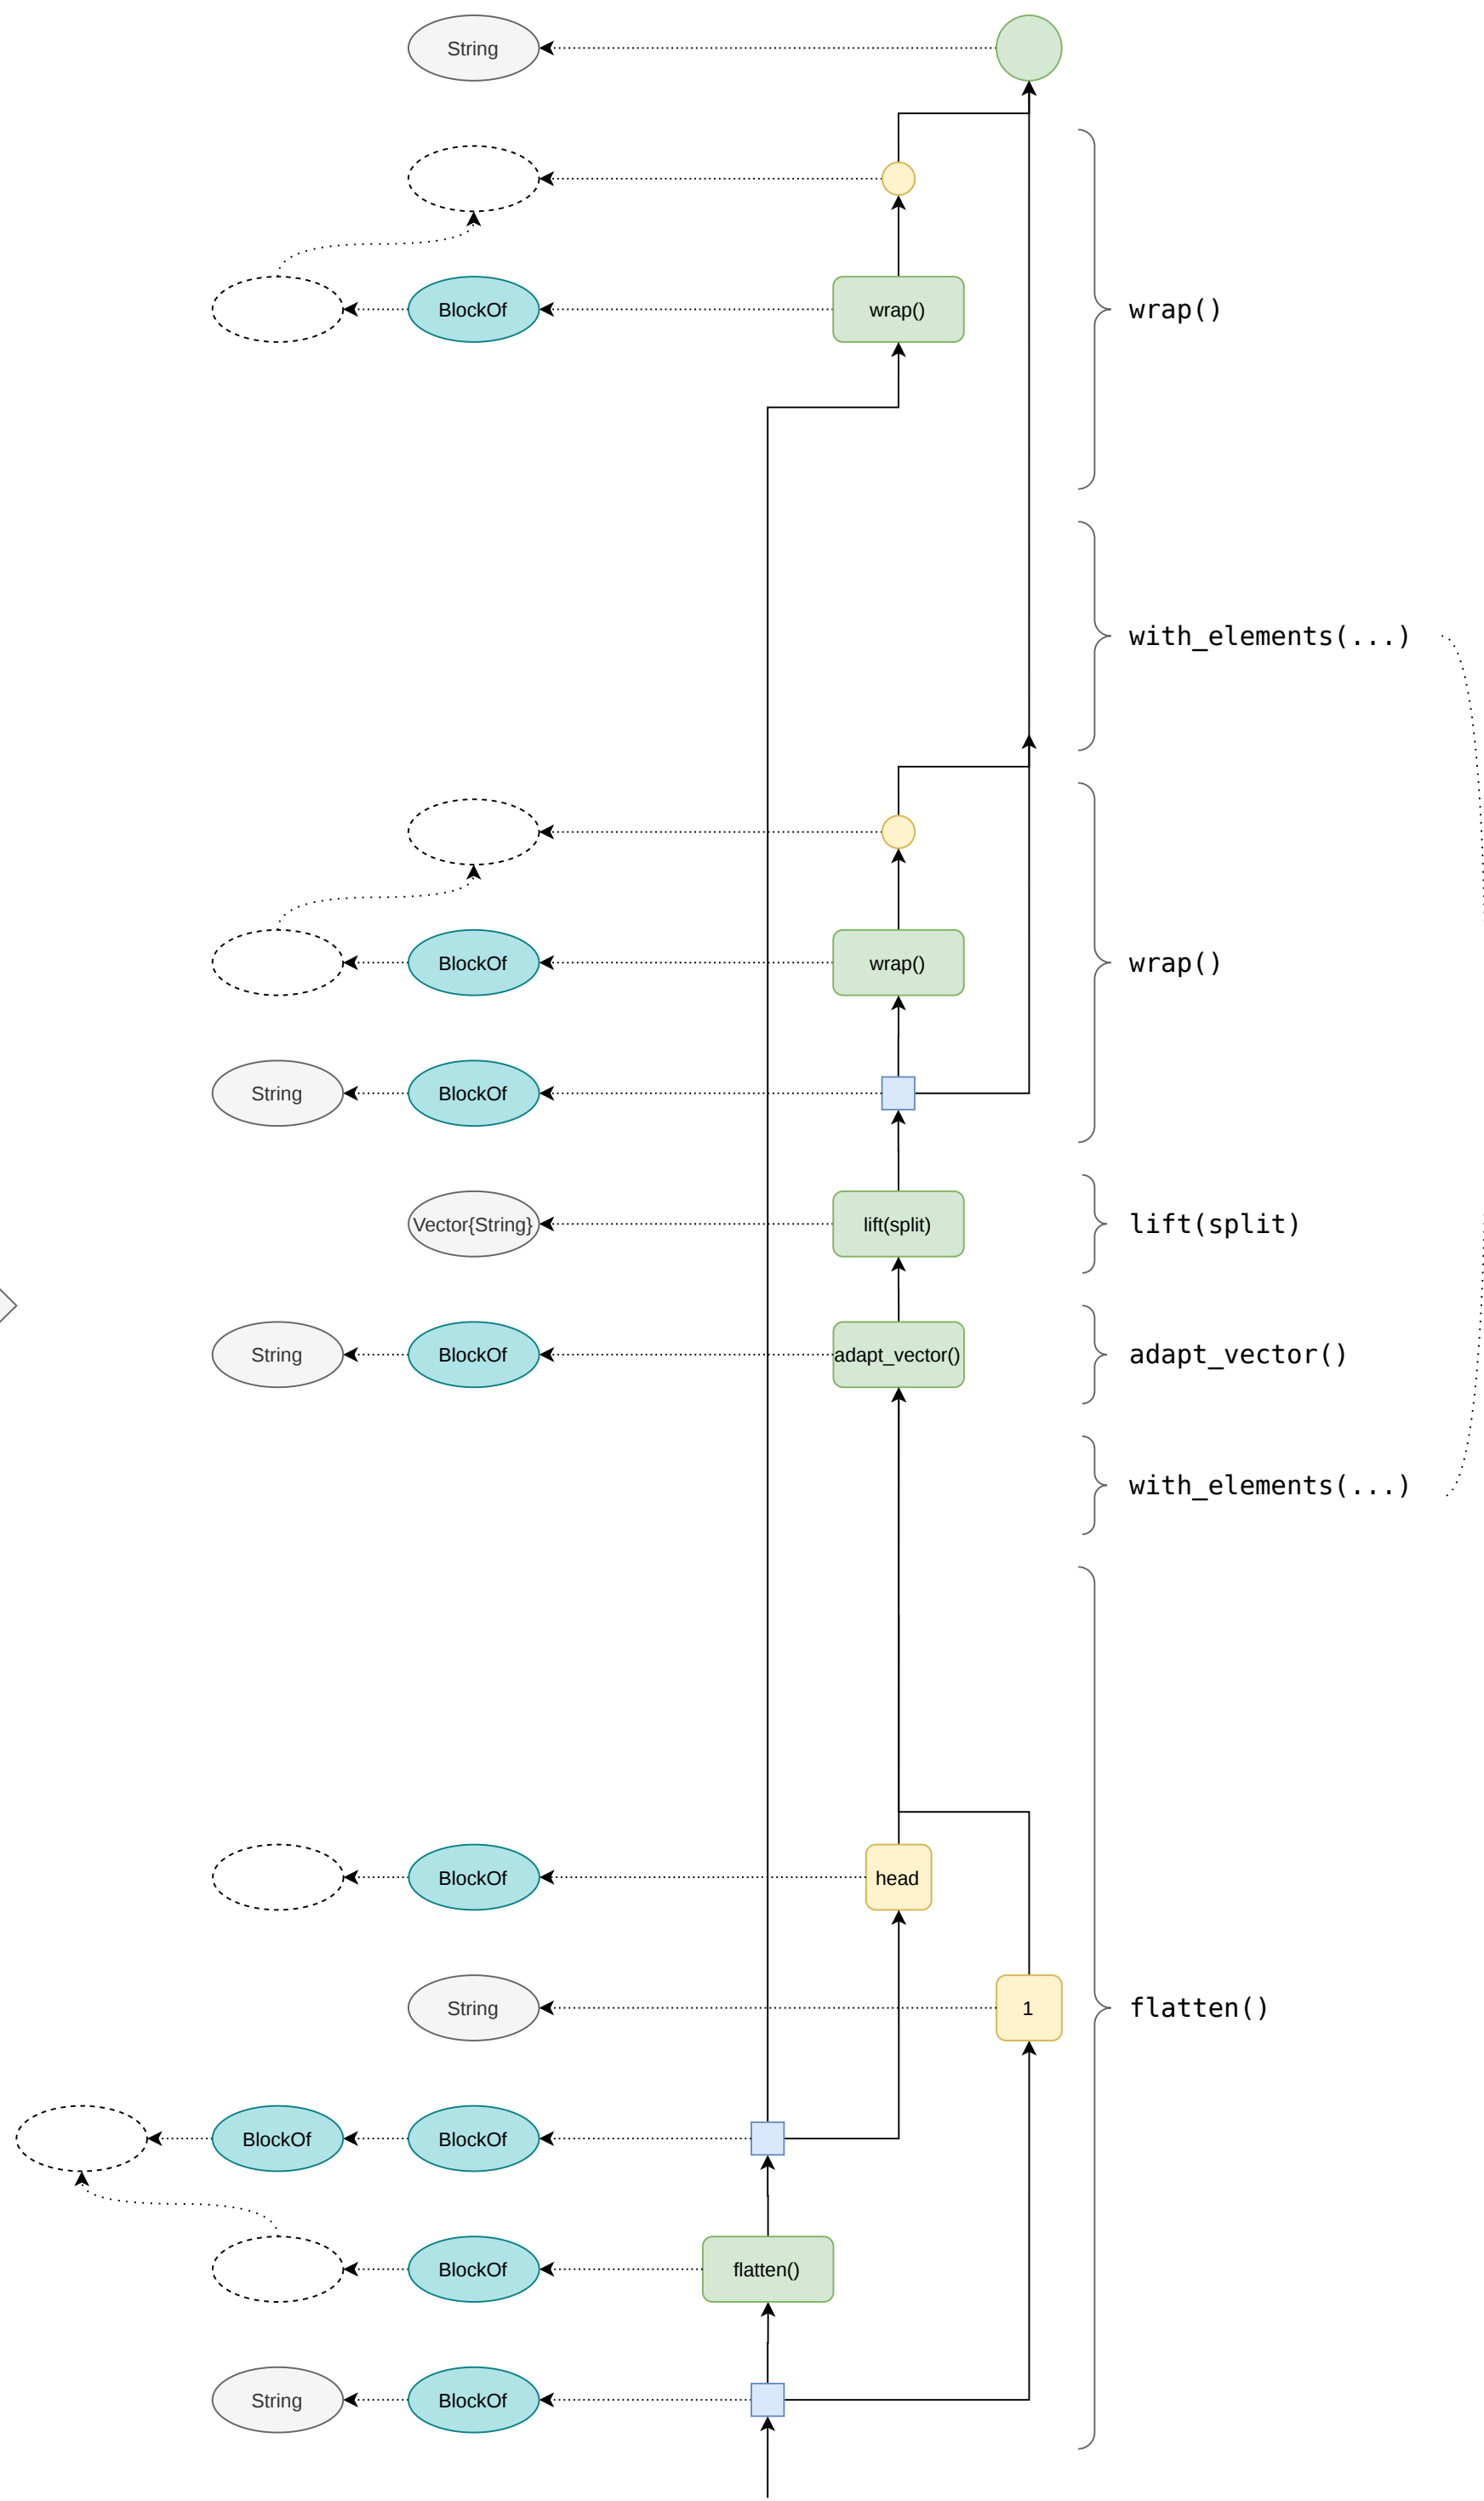 String
BlockOf
wrap()
wrap()
with_elements(...)
BlockOf
wrap()
wrap()
String
BlockOf
Vector{String}
lift(split)
lift(split)
String
BlockOf
adapt_vector()
adapt_vector()
with_elements(...)
BlockOf
head
String
1
flatten()
BlockOf
BlockOf
BlockOf
flatten()
String
BlockOf